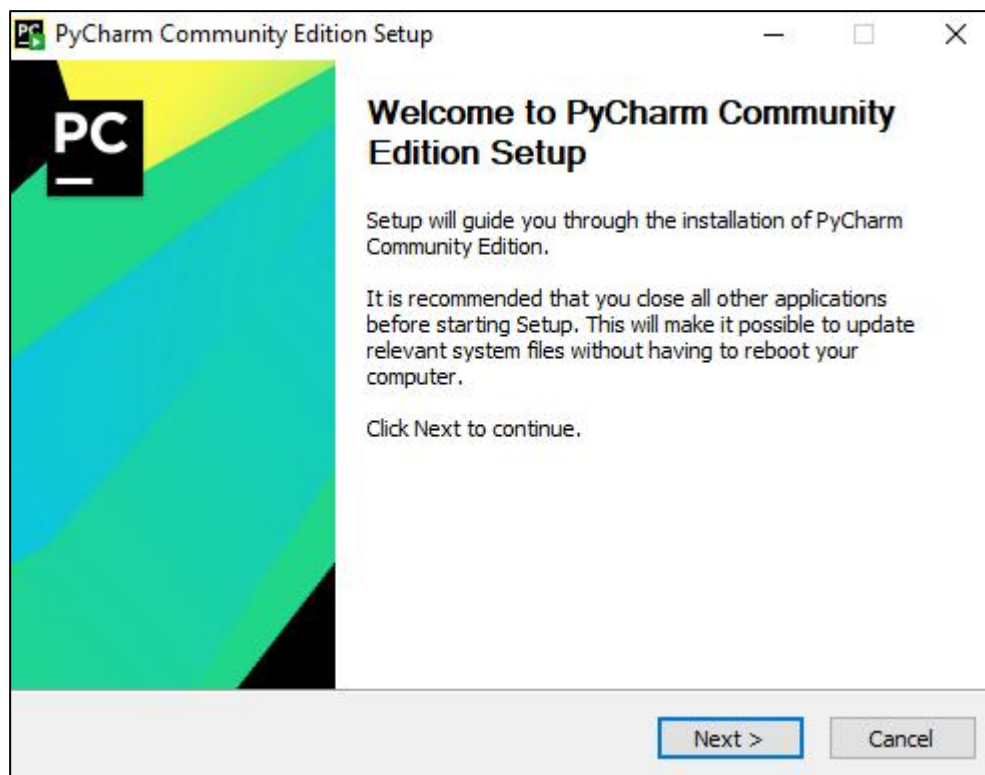 PyCharm Community Edition Setup
PC
Welcome to PyCharm Community
Edition Setup
Setup will guide you through the installation of PyCharm
Community Edition.
It is recommended that you close all other applications
before starting Setup. This will make it possible to update
relevant system files without having to reboot your
computer.
Click Next to continue.
Next >
Cancel